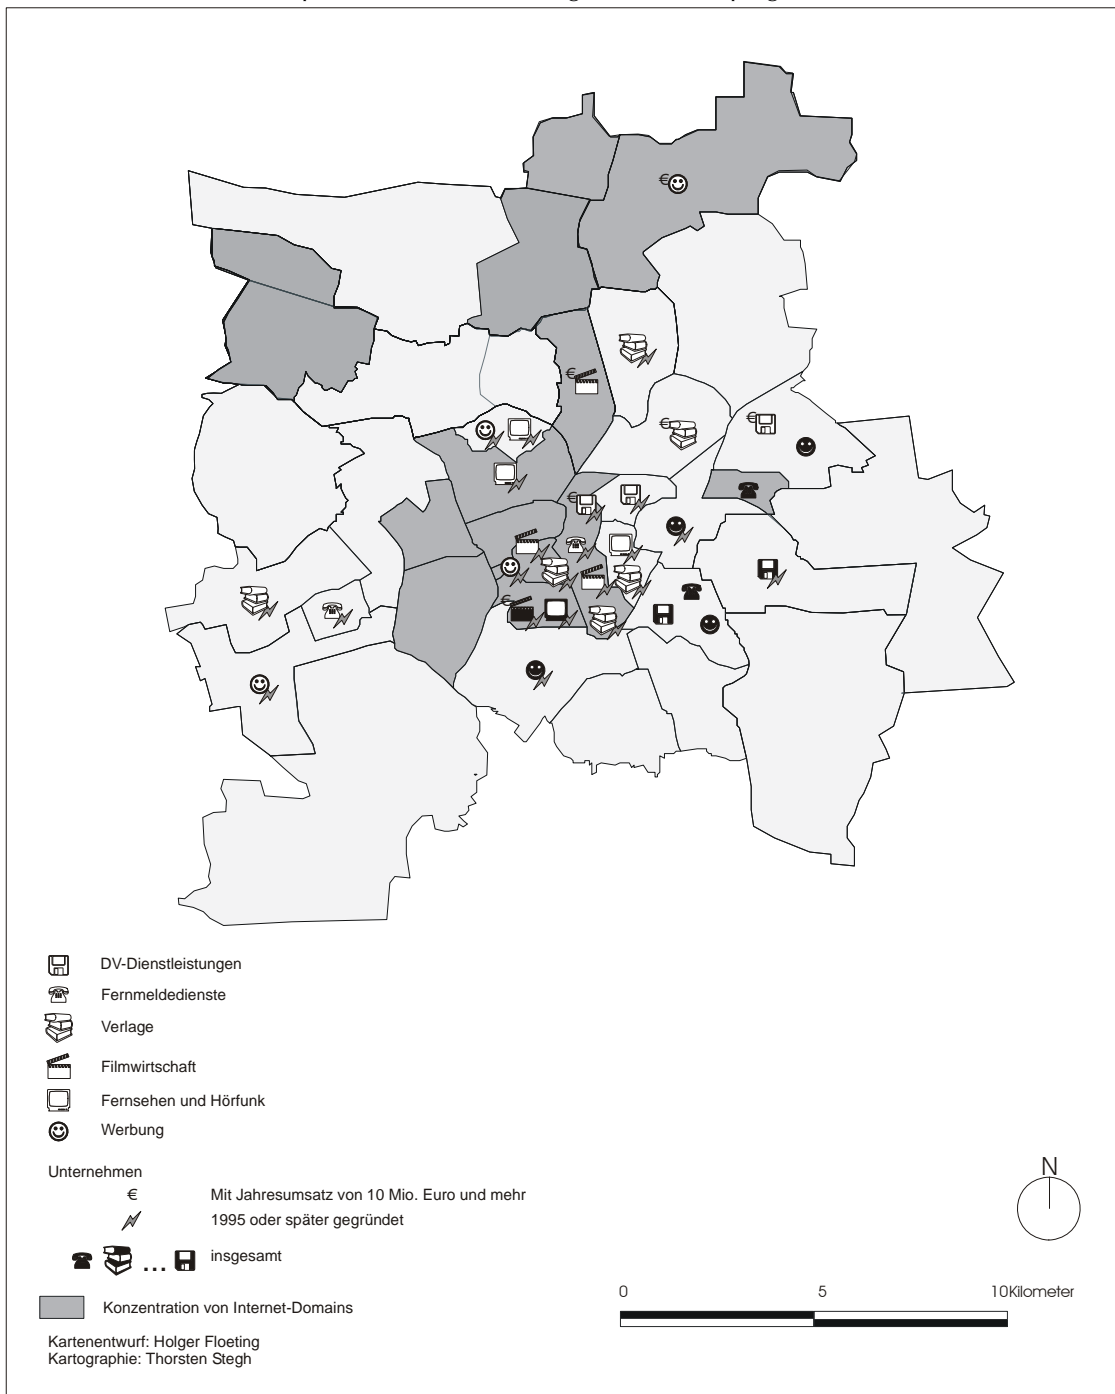 DV-Dienstleistungen
Fernmeldedienste
Verlage
Filmwirtschaft
Fernsehen und Hörfunk
Werbung
Unternehmen
€ Mit Jahresumsatz von 10 Mio. Euro und mehr
1995 oder später gegründet
... insgesamt
Konzentration von Internet-Domains
Kartenentwurf: Holger Floeting
Kartographie: Thorsten Stegh
N
0 5 10Kilometer